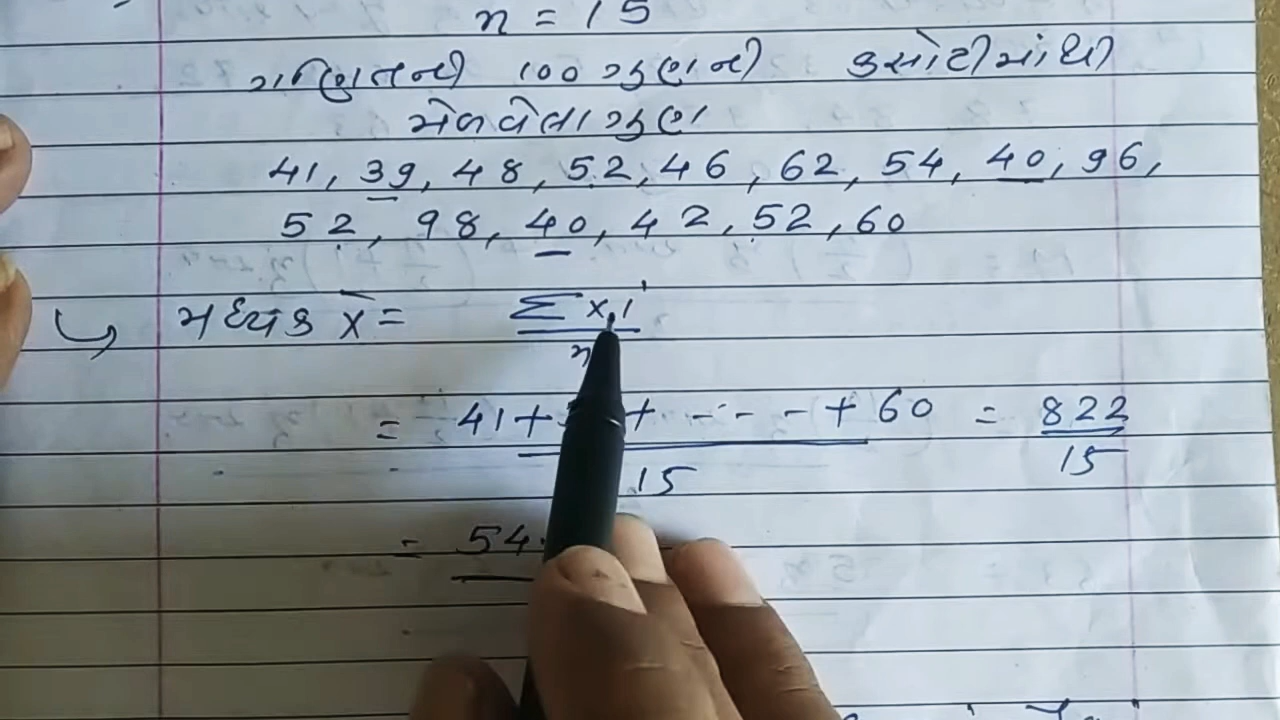 n = 15
ગણિતની 100 ગુણની કસોટીમાંથી
મેળવેલા ગુણ
41, 39, 48, 52, 46, 62, 54, 40, 96,
52, 98, 40, 42, 52, 60
↳ મધ્યક x̄ = Σxi / n
= 41 + + - - - - + 60 / 15 = 822 / 15
= 54.